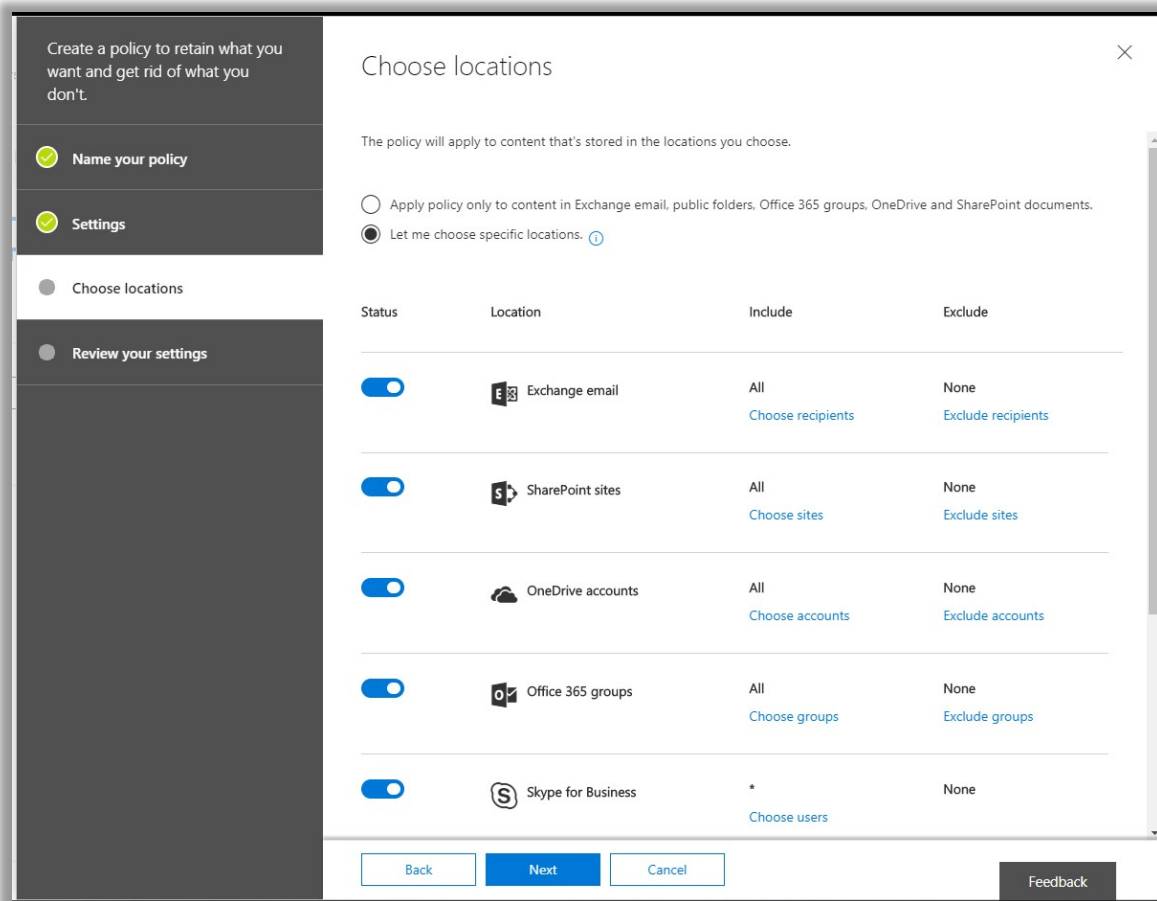 Create a policy to retain what you
want and get rid of what you
don't.
Name your policy
Settings
Choose locations
Review your settings
Choose locations
The policy will apply to content that's stored in the locations you choose.
Apply policy only to content in Exchange email, public folders, Office 365 groups, OneDrive and SharePoint documents.
Let me choose specific locations.
Status Location Include Exclude
Exchange email All None
Choose recipients Exclude recipients
SharePoint sites All None
Choose sites Exclude sites
OneDrive accounts All None
Choose accounts Exclude accounts
Office 365 groups All None
Choose groups Exclude groups
Skype for Business * None
Choose users
Back Next Cancel
Feedback